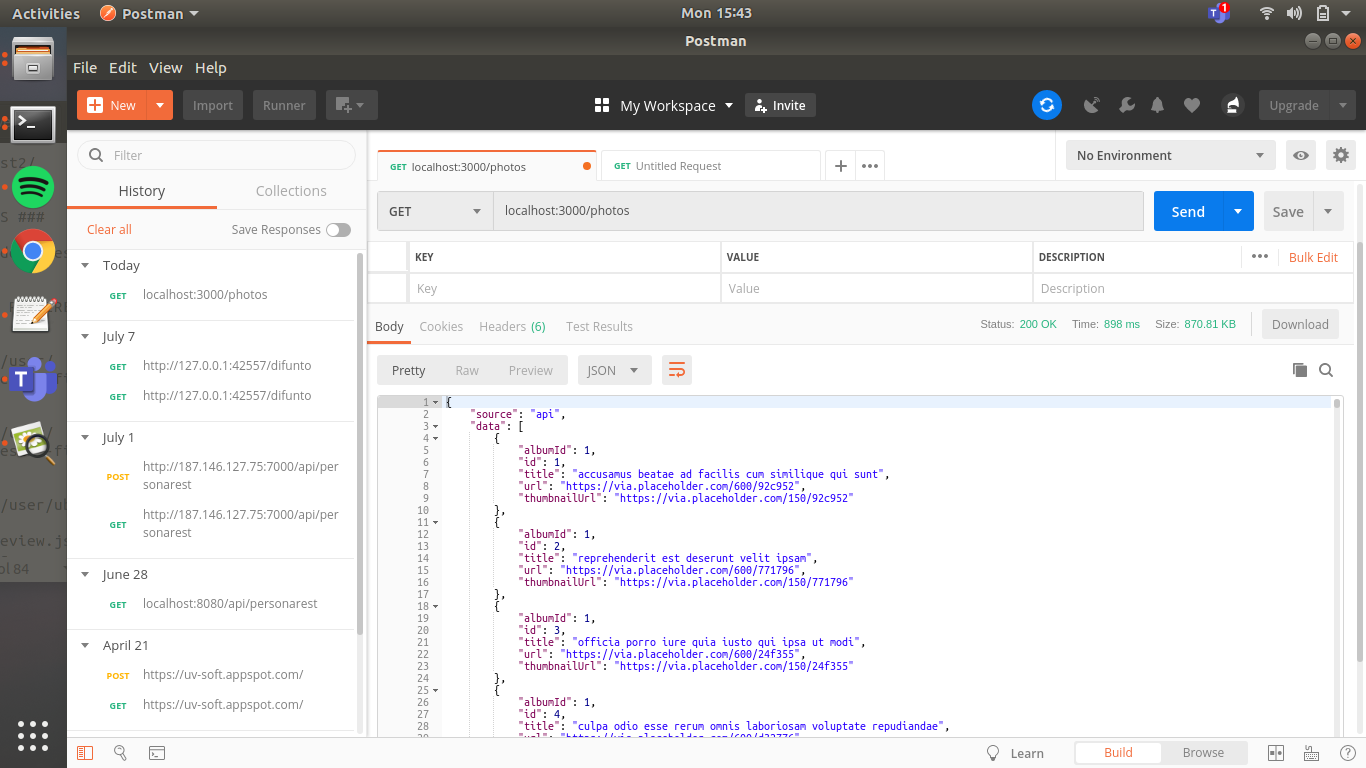 Activities Postman Mon 15:43 1
Postman
File Edit View Help
New Import Runner My Workspace Invite Upgrade
Filter
History Collections
Clear all Save Responses
Today
GET localhost:3000/photos
July 7
GET http://127.0.0.1:42557/difunto
GET http://127.0.0.1:42557/difunto
July 1
POST http://187.146.127.75:7000/api/per
sonarest
GET http://187.146.127.75:7000/api/per
sonarest
June 28
GET localhost:8080/api/personarest
April 21
POST https://uv-soft.appspot.com/
GET https://uv-soft.appspot.com/
GET localhost:3000/photos GET Untitled Request
No Environment
GET localhost:3000/photos Send Save
KEY VALUE DESCRIPTION Bulk Edit
Key Value Description
Body Cookies Headers (6) Test Results Status: 200 OK Time: 898 ms Size: 870.81 KB Download
Pretty Raw Preview JSON
1 {
2 "source": "api",
3 "data": [
4 {
5 "albumId": 1,
6 "id": 1,
7 "title": "accusamus beatae ad facilis cum similique qui sunt",
8 "url": "https://via.placeholder.com/600/92c952",
9 "thumbnailUrl": "https://via.placeholder.com/150/92c952"
10 },
11 {
12 "albumId": 1,
13 "id": 2,
14 "title": "reprehenderit est deserunt velit ipsam",
15 "url": "https://via.placeholder.com/600/771796",
16 "thumbnailUrl": "https://via.placeholder.com/150/771796"
17 },
18 {
19 "albumId": 1,
20 "id": 3,
21 "title": "officia porro iure quia iusto qui ipsa ut modi",
22 "url": "https://via.placeholder.com/600/24f355",
23 "thumbnailUrl": "https://via.placeholder.com/150/24f355"
24 },
25 {
26 "albumId": 1,
27 "id": 4,
28 "title": "culpa odio esse rerum omnis laboriosam voluptate repudiandae",
Learn Build Browse